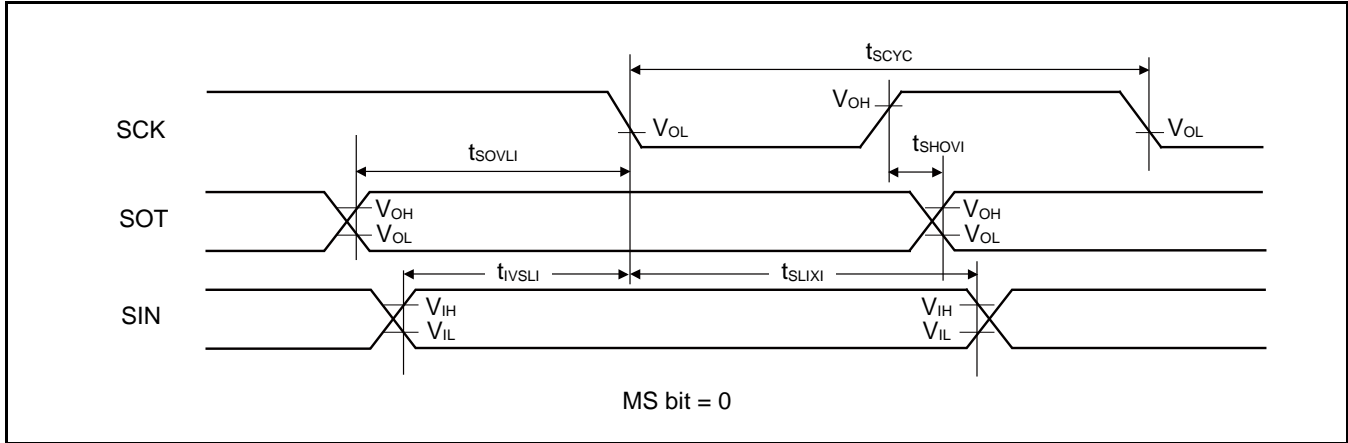 tSCYC
SCK
VOH
VOL
VOL
tSOVLI
tSHOVI
SOT
VOH
VOL
VOH
VOL
tIVSLI
tSLIXI
SIN
VIH
VIL
VIH
VIL
MS bit = 0